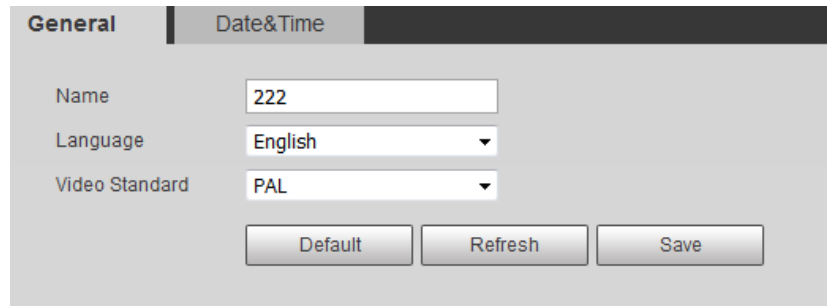 General Date&Time
Name 222
Language English
Video Standard PAL
Default Refresh Save